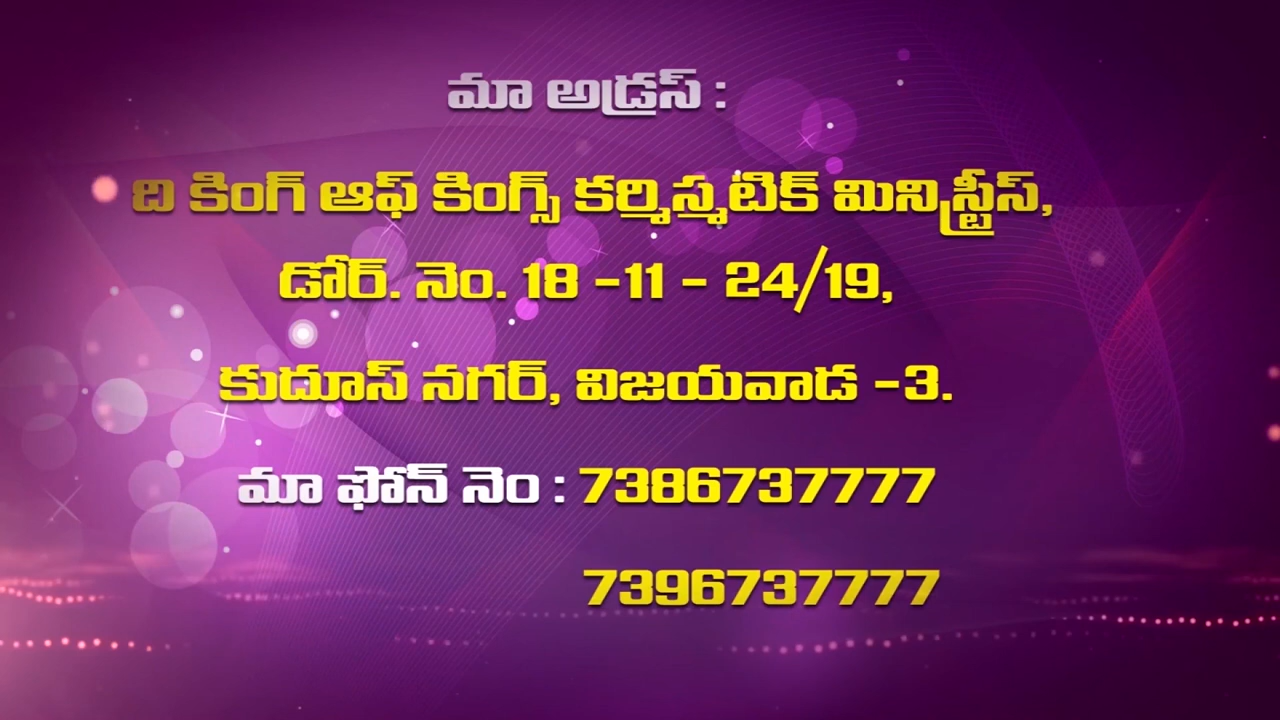 మా అడ్రస్ :
ది కింగ్ ఆఫ్ కింగ్స్ కర్మిస్మటిక్ మినిస్ట్రీస్,
డోర్. నెం. 18 -11 - 24/19,
కుదూస్ నగర్, విజయవాడ -3.
మా ఫోన్ నెం : 7386737777
7396737777